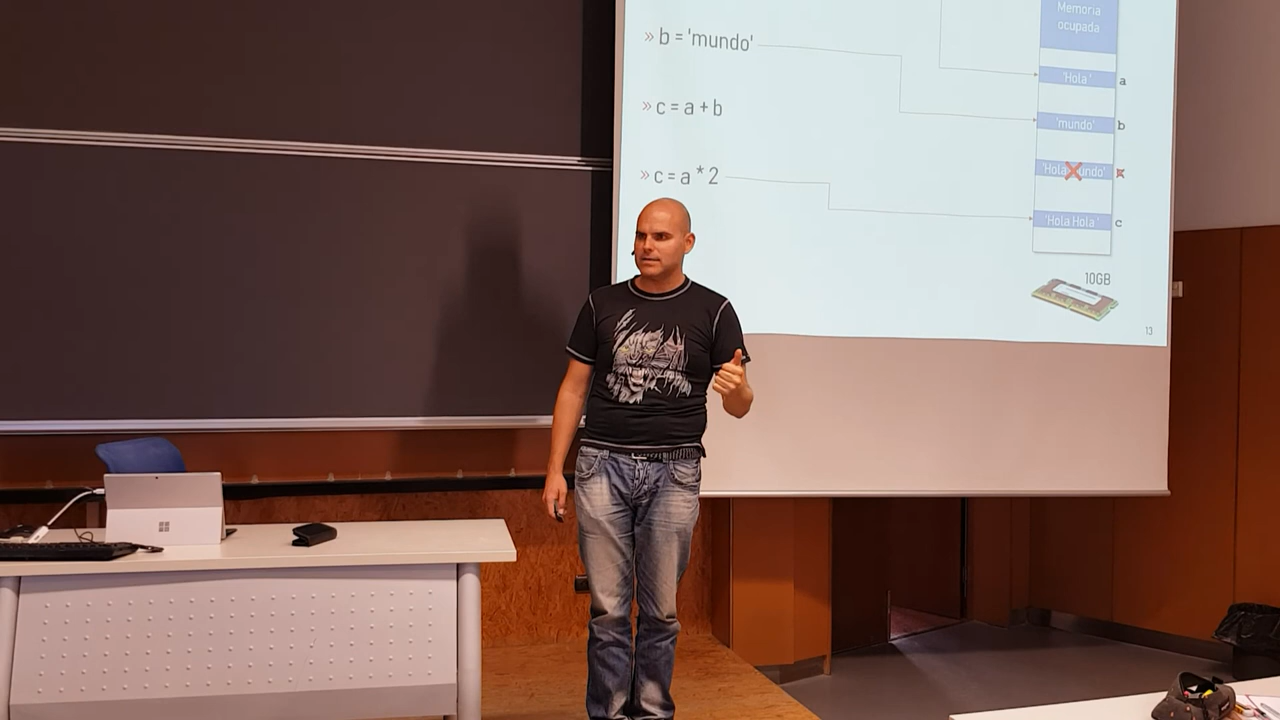 Memoria
ocupada
» b = 'mundo'
'Hola '
a
'mundo'
b
» c = a + b
'Hola mundo'
c
» c = a * 2
'Hola Hola '
c
10GB
13